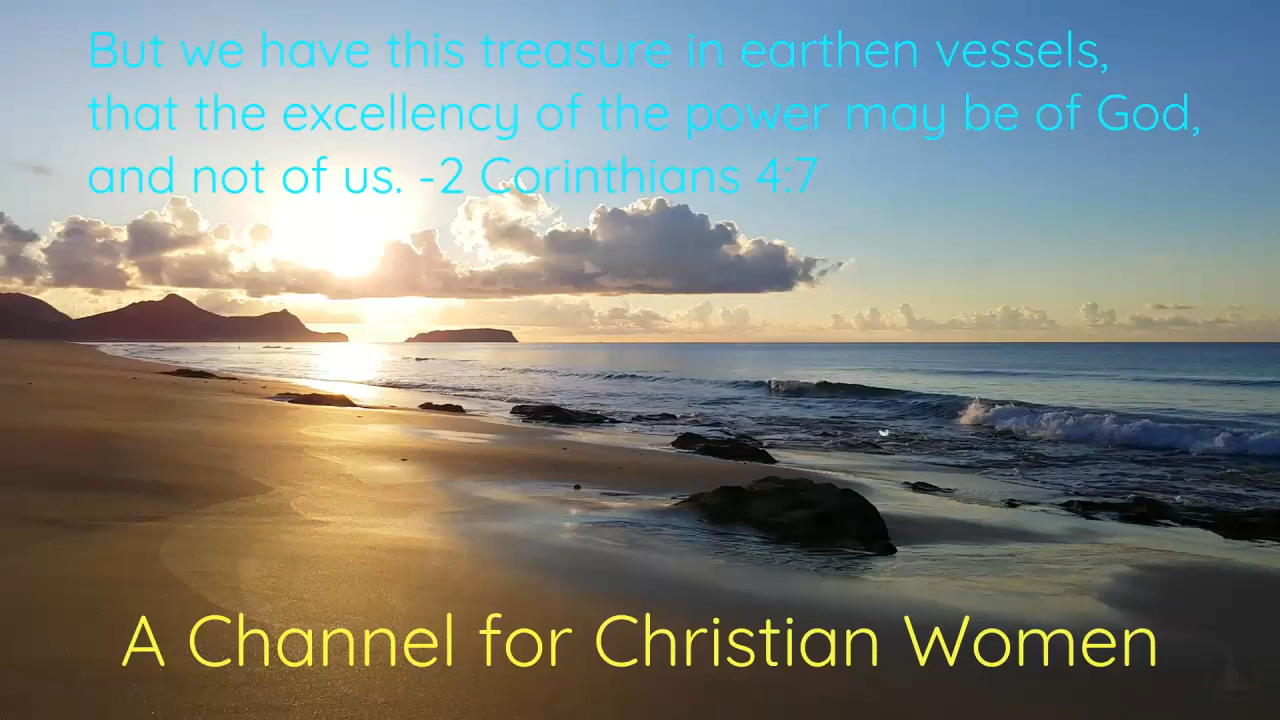 But we have this treasure in earthen vessels,
that the excellency of the power may be of God,
and not of us. -2 Corinthians 4:7
A Channel for Christian Women